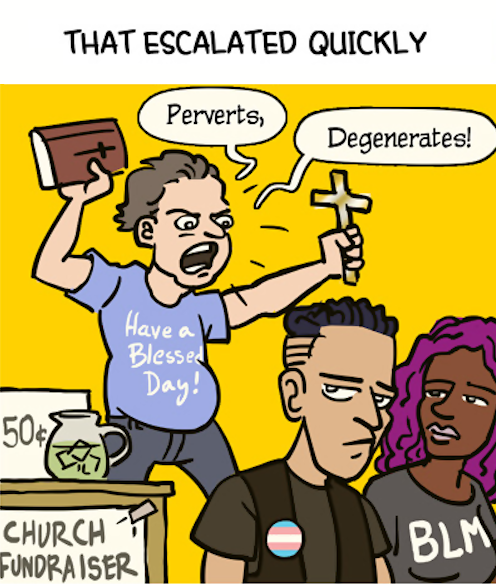 THAT ESCALATED QUICKLY
Perverts,
Degenerates!
Have a
Blessed
Day!
50¢
CHURCH
FUNDRAISER
BLM